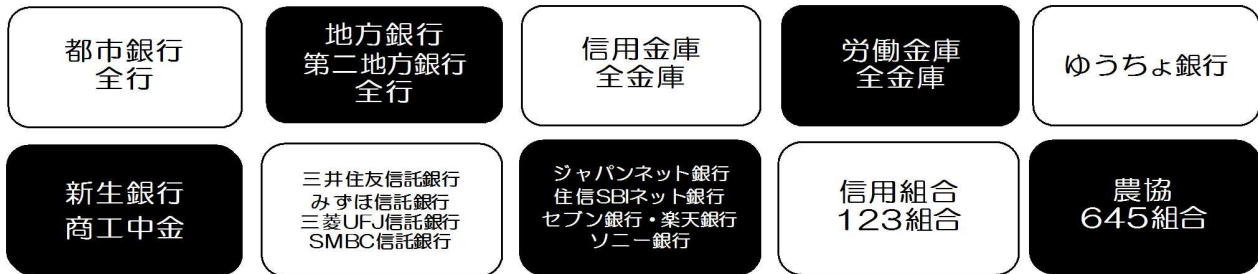 都市銀行
全行
地方銀行
第二地方銀行
全行
信用金庫
全金庫
労働金庫
全金庫
ゆうちょ銀行
新生銀行
商工中金
三井住友信託銀行
みずほ信託銀行
三菱UFJ信託銀行
SMBC信託銀行
ジャパンネット銀行
住信SBIネット銀行
セブン銀行・楽天銀行
ソニー銀行
信用組合
123組合
農協
645組合